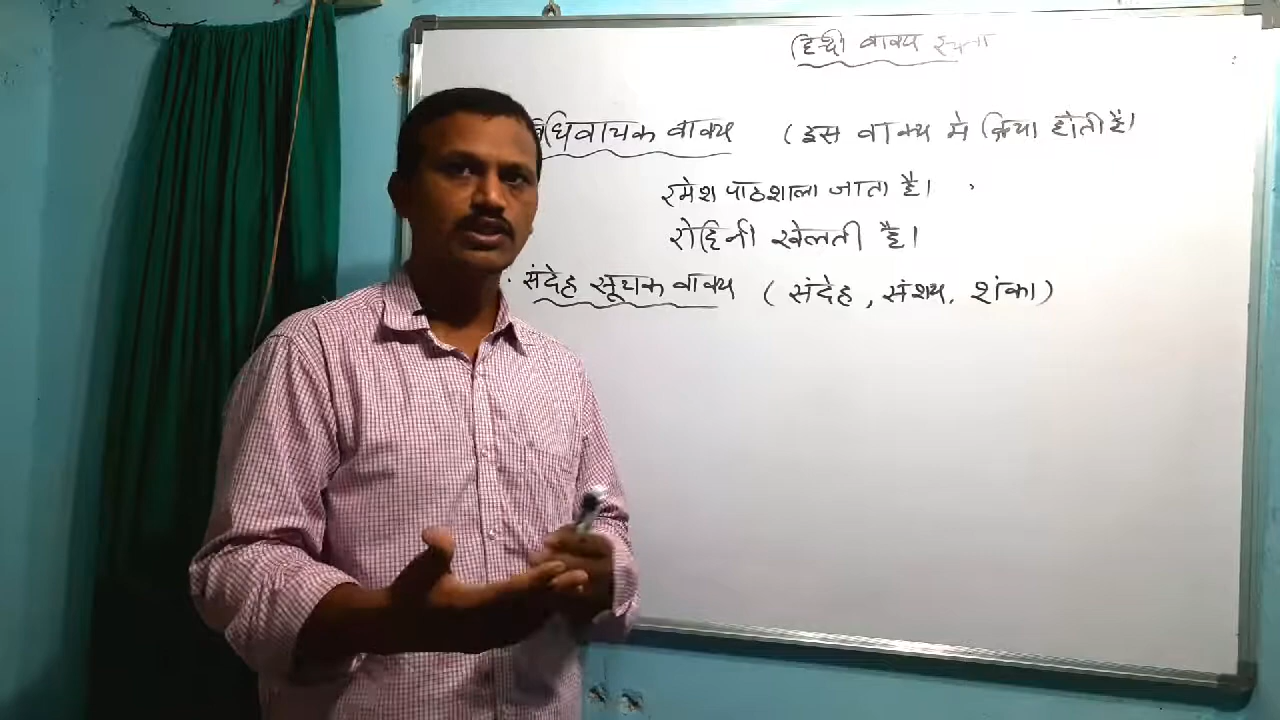 हिन्दी वाक्य रचना
विधिवाचक वाक्य (इस वाक्य मे क्रिया होती है।
रमेश पाठशाला जाता है।
रोहिनी खेलती है।
संदेह सूचक वाक्य ( संदेह , संशय, शंका )